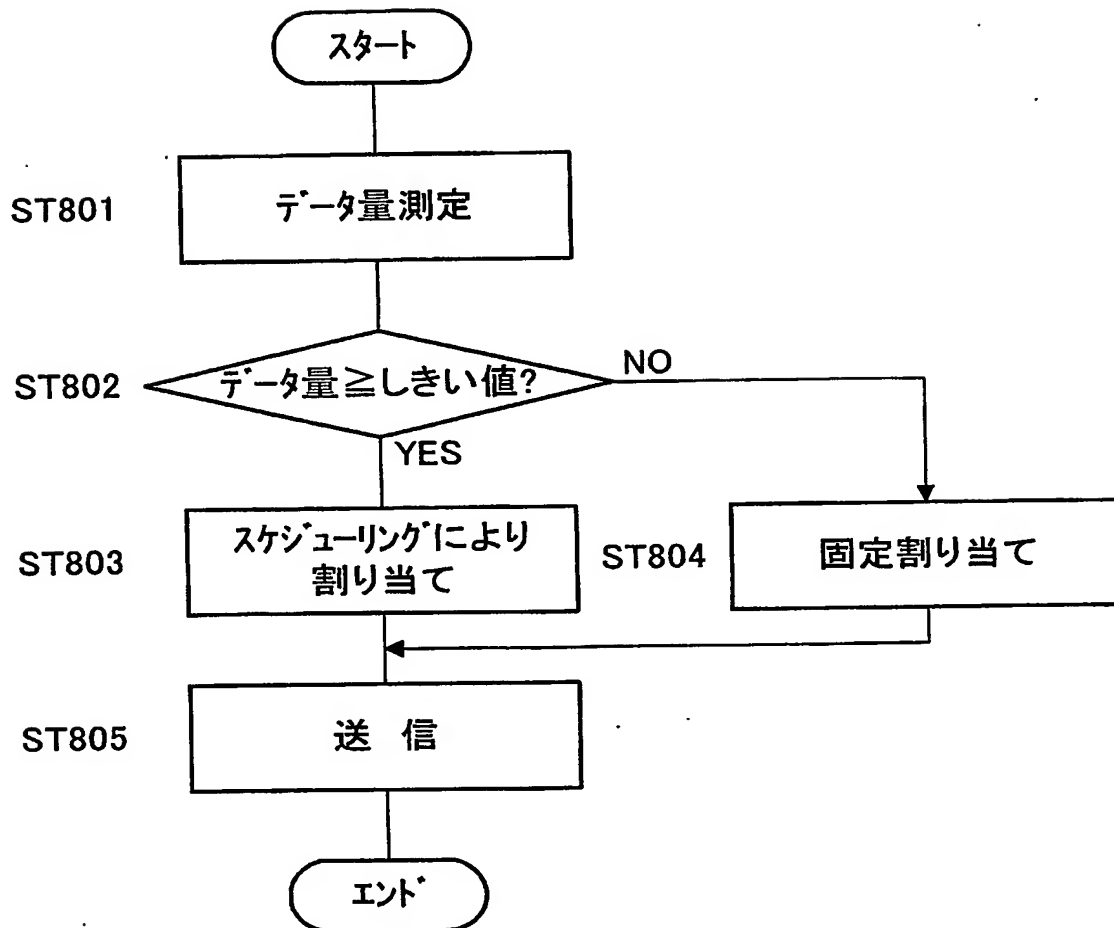 スタート
ST801
データ量測定
ST802
データ量≧しきい値?
NO
YES
ST803
スケジューリングにより
割り当て
ST804
固定割り当て
ST805
送 信
エンド